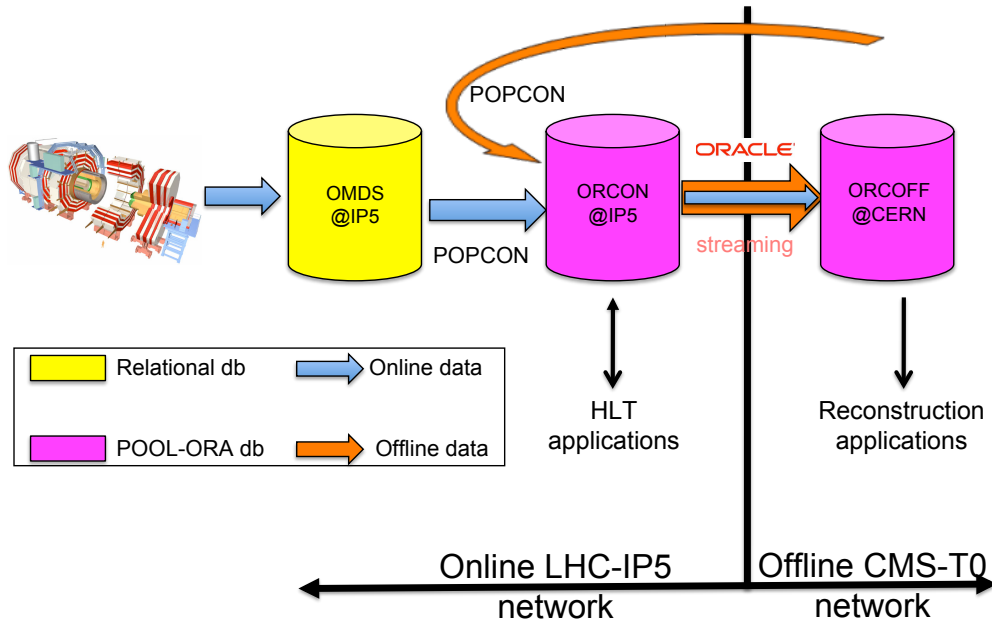 POPCON
OMDS
@IP5
POPCON
ORCON
@IP5
ORACLE
streaming
ORCOFF
@CERN
Relational db
Online data
POOL-ORA db
Offline data
HLT
applications
Reconstruction
applications
Online LHC-IP5
network
Offline CMS-T0
network